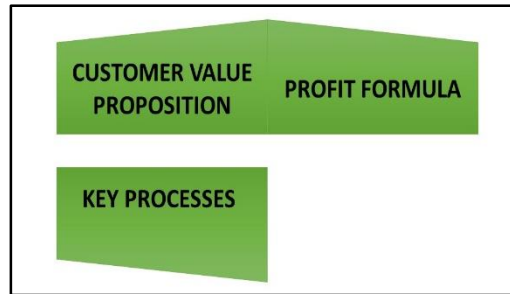 CUSTOMER VALUE
PROPOSITION
PROFIT FORMULA
KEY PROCESSES